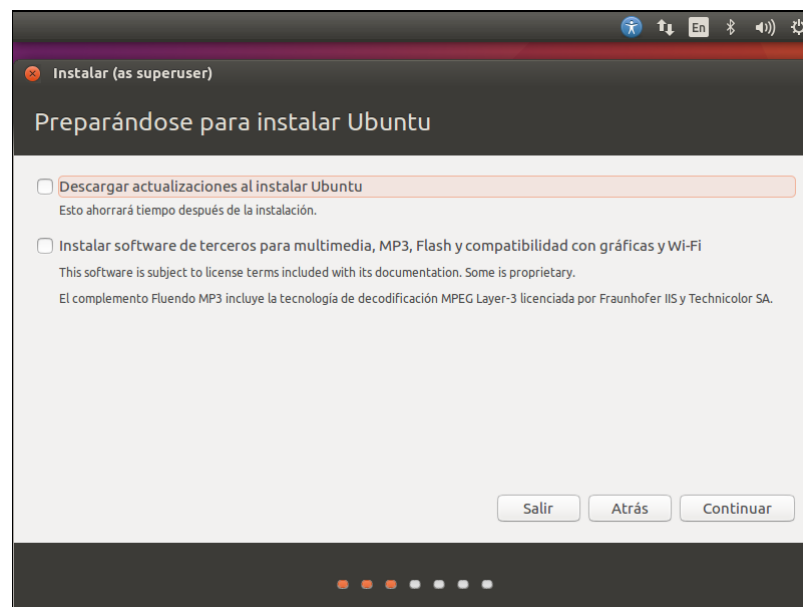 En
Instalar (as superuser)
Preparándose para instalar Ubuntu
Descargar actualizaciones al instalar Ubuntu
Esto ahorrará tiempo después de la instalación.
Instalar software de terceros para multimedia, MP3, Flash y compatibilidad con gráficas y Wi-Fi
This software is subject to license terms included with its documentation. Some is proprietary.
El complemento Fluendo MP3 incluye la tecnología de decodificación MPEG Layer-3 licenciada por Fraunhofer IIS y Technicolor SA.
Salir Atrás Continuar